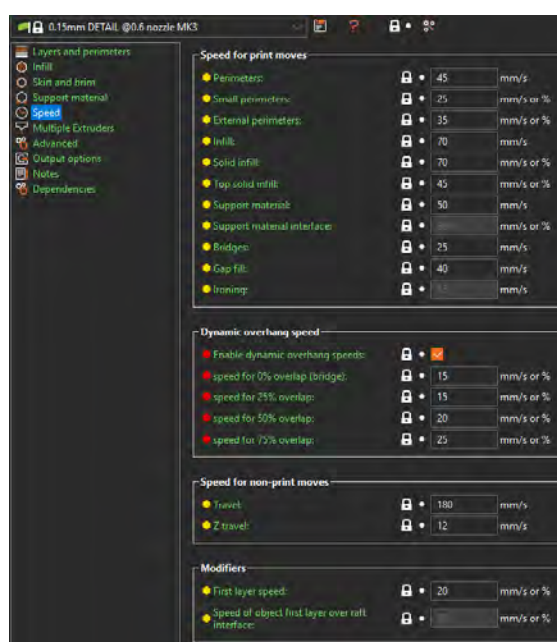 0.15mm DETAIL @0.6 nozzle MK3
Layers and perimeters
Infill
Skirt and brim
Support material
Speed
Multiple Extruders
Advanced
Output options
Notes
Dependencies
Speed for print moves
Perimeters: 45 mm/s
Small perimeters: 25 mm/s or %
External perimeters: 35 mm/s or %
Infill: 70 mm/s
Solid infill: 70 mm/s or %
Top solid infill: 45 mm/s or %
Support material: 50 mm/s
Support material interface: mm/s or %
Bridges: 25 mm/s
Gap fill: 40 mm/s
Ironing: mm/s
Dynamic overhang speed
Enable dynamic overhang speeds:
speed for 0% overlap (bridge): 15 mm/s or %
speed for 25% overlap: 15 mm/s or %
speed for 50% overlap: 20 mm/s or %
speed for 75% overlap: 25 mm/s or %
Speed for non-print moves
Travel: 180 mm/s
Z travel: 12 mm/s
Modifiers
First layer speed: 20 mm/s or %
Speed of object first layer over raft
interface: mm/s or %